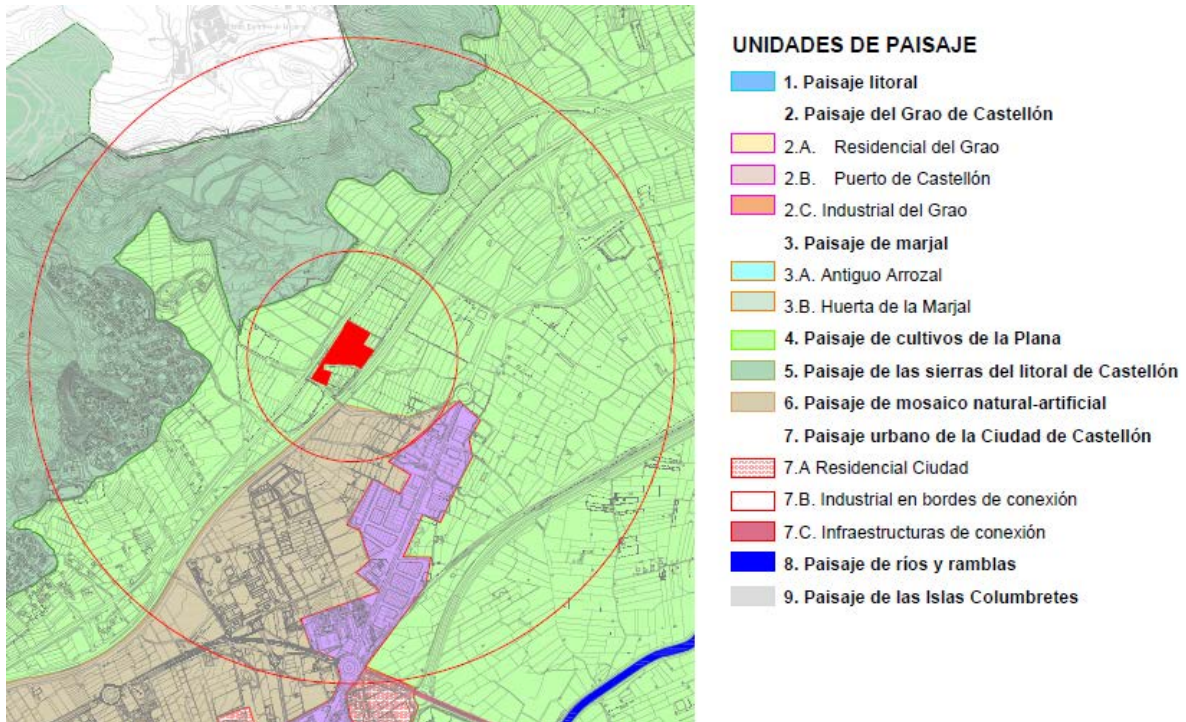 UNIDADES DE PAISAJE
1. Paisaje litoral
2. Paisaje del Grao de Castellón
2.A. Residencial del Grao
2.B. Puerto de Castellón
2.C. Industrial del Grao
3. Paisaje de marjal
3.A. Antiguo Arrozal
3.B. Huerta de la Marjal
4. Paisaje de cultivos de la Plana
5. Paisaje de las sierras del litoral de Castellón
6. Paisaje de mosaico natural-artificial
7. Paisaje urbano de la Ciudad de Castellón
7.A Residencial Ciudad
7.B. Industrial en bordes de conexión
7.C. Infraestructuras de conexión
8. Paisaje de ríos y ramblas
9. Paisaje de las Islas Columbretes